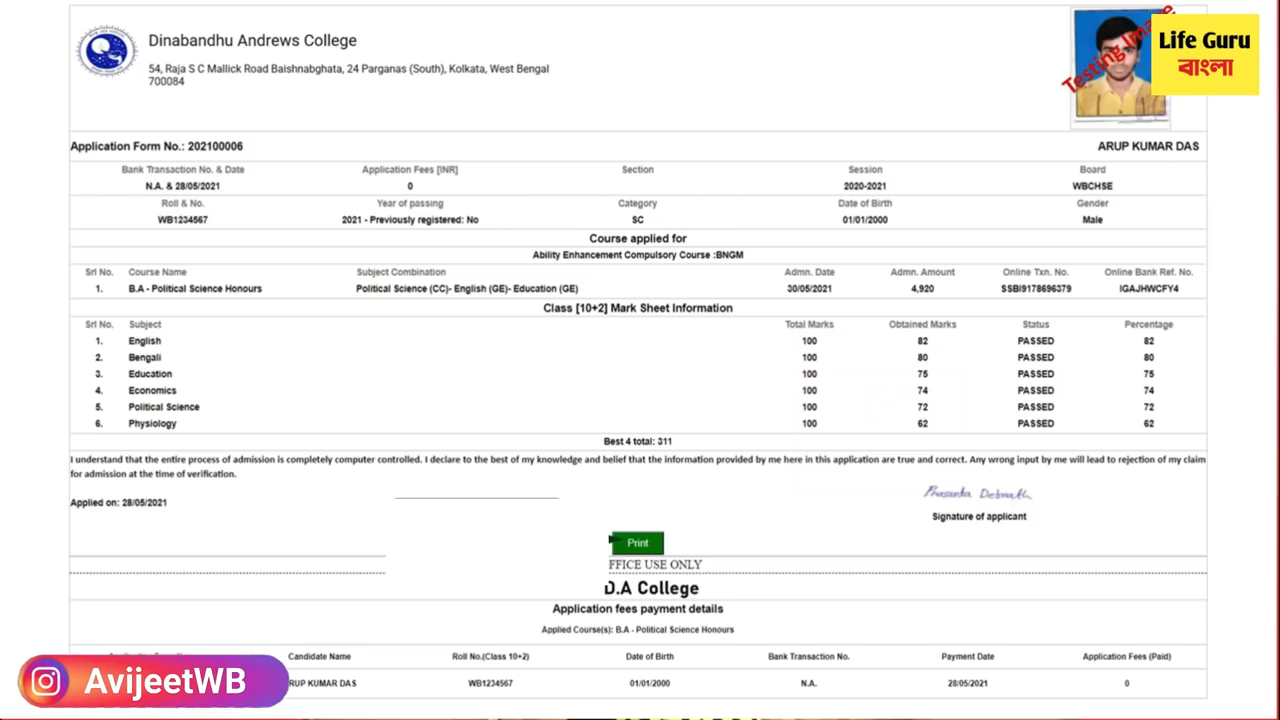 Dinabandhu Andrews College
54, Raja S C Mallick Road Baishnabghata, 24 Parganas (South), Kolkata, West Bengal
700084
Testing Image
Life Guru
বাংলা
Application Form No.: 202100006 ARUP KUMAR DAS
Bank Transaction No. & Date Application Fees [INR] Section Session Board
N.A. & 28/05/2021 0 2020-2021 WBCHSE
Roll & No. Year of passing Category Date of Birth Gender
WB1234567 2021 - Previously registered: No SC 01/01/2000 Male
Course applied for
Ability Enhancement Compulsory Course :BNGM
Srl No. Course Name Subject Combination Admn. Date Admn. Amount Online Txn. No. Online Bank Ref. No.
1. B.A - Political Science Honours Political Science (CC)- English (GE)- Education (GE) 30/05/2021 4,920 SSBI9178696379 IGAJHWCFY4
Class [10+2] Mark Sheet Information
Srl No. Subject Total Marks Obtained Marks Status Percentage
1. English 100 82 PASSED 82
2. Bengali 100 80 PASSED 80
3. Education 100 75 PASSED 75
4. Economics 100 74 PASSED 74
5. Political Science 100 72 PASSED 72
6. Physiology 100 62 PASSED 62
Best 4 total: 311
I understand that the entire process of admission is completely computer controlled. I declare to the best of my knowledge and belief that the information provided by me here in this application are true and correct. Any wrong input by me will lead to rejection of my claim
for admission at the time of verification.
Applied on: 28/05/2021
Prasanta Debnath
Signature of applicant
Print
FFICE USE ONLY
D.A College
Application fees payment details
Applied Course(s): B.A - Political Science Honours
Candidate Name Roll No.(Class 10+2) Date of Birth Bank Transaction No. Payment Date Application Fees (Paid)
RUP KUMAR DAS WB1234567 01/01/2000 N.A. 28/05/2021 0
AvijeetWB